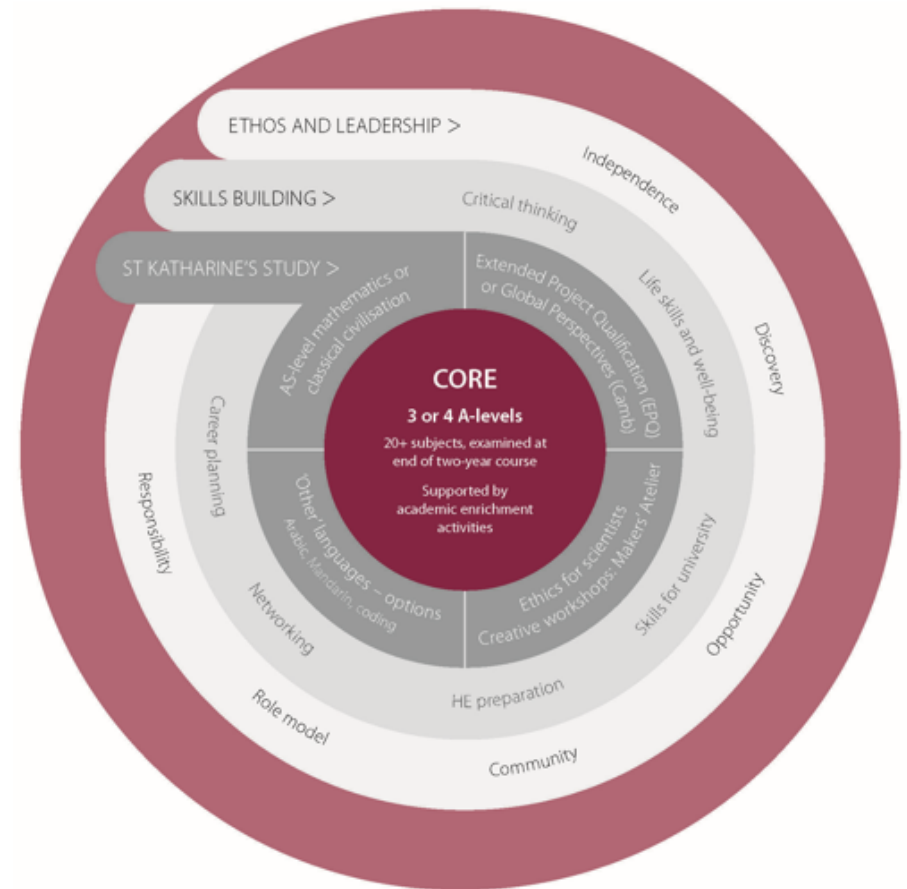 ETHOS AND LEADERSHIP >
Independence
Discovery
Opportunity
Community
Role model
Responsibility
SKILLS BUILDING >
Critical thinking
Life skills and well-being
Skills for university
HE preparation
Networking
Career planning
ST KATHARINE'S STUDY >
AS-level mathematics or
classical civilisation
Extended Project Qualification (EPQ)
or Global Perspectives (Camb)
Ethics for scientists
Creative workshops: Makers' Atelier
'Other' languages – options
Arabic, Mandarin, coding
CORE
3 or 4 A-levels
20+ subjects, examined at
end of two-year course
Supported by
academic enrichment
activities